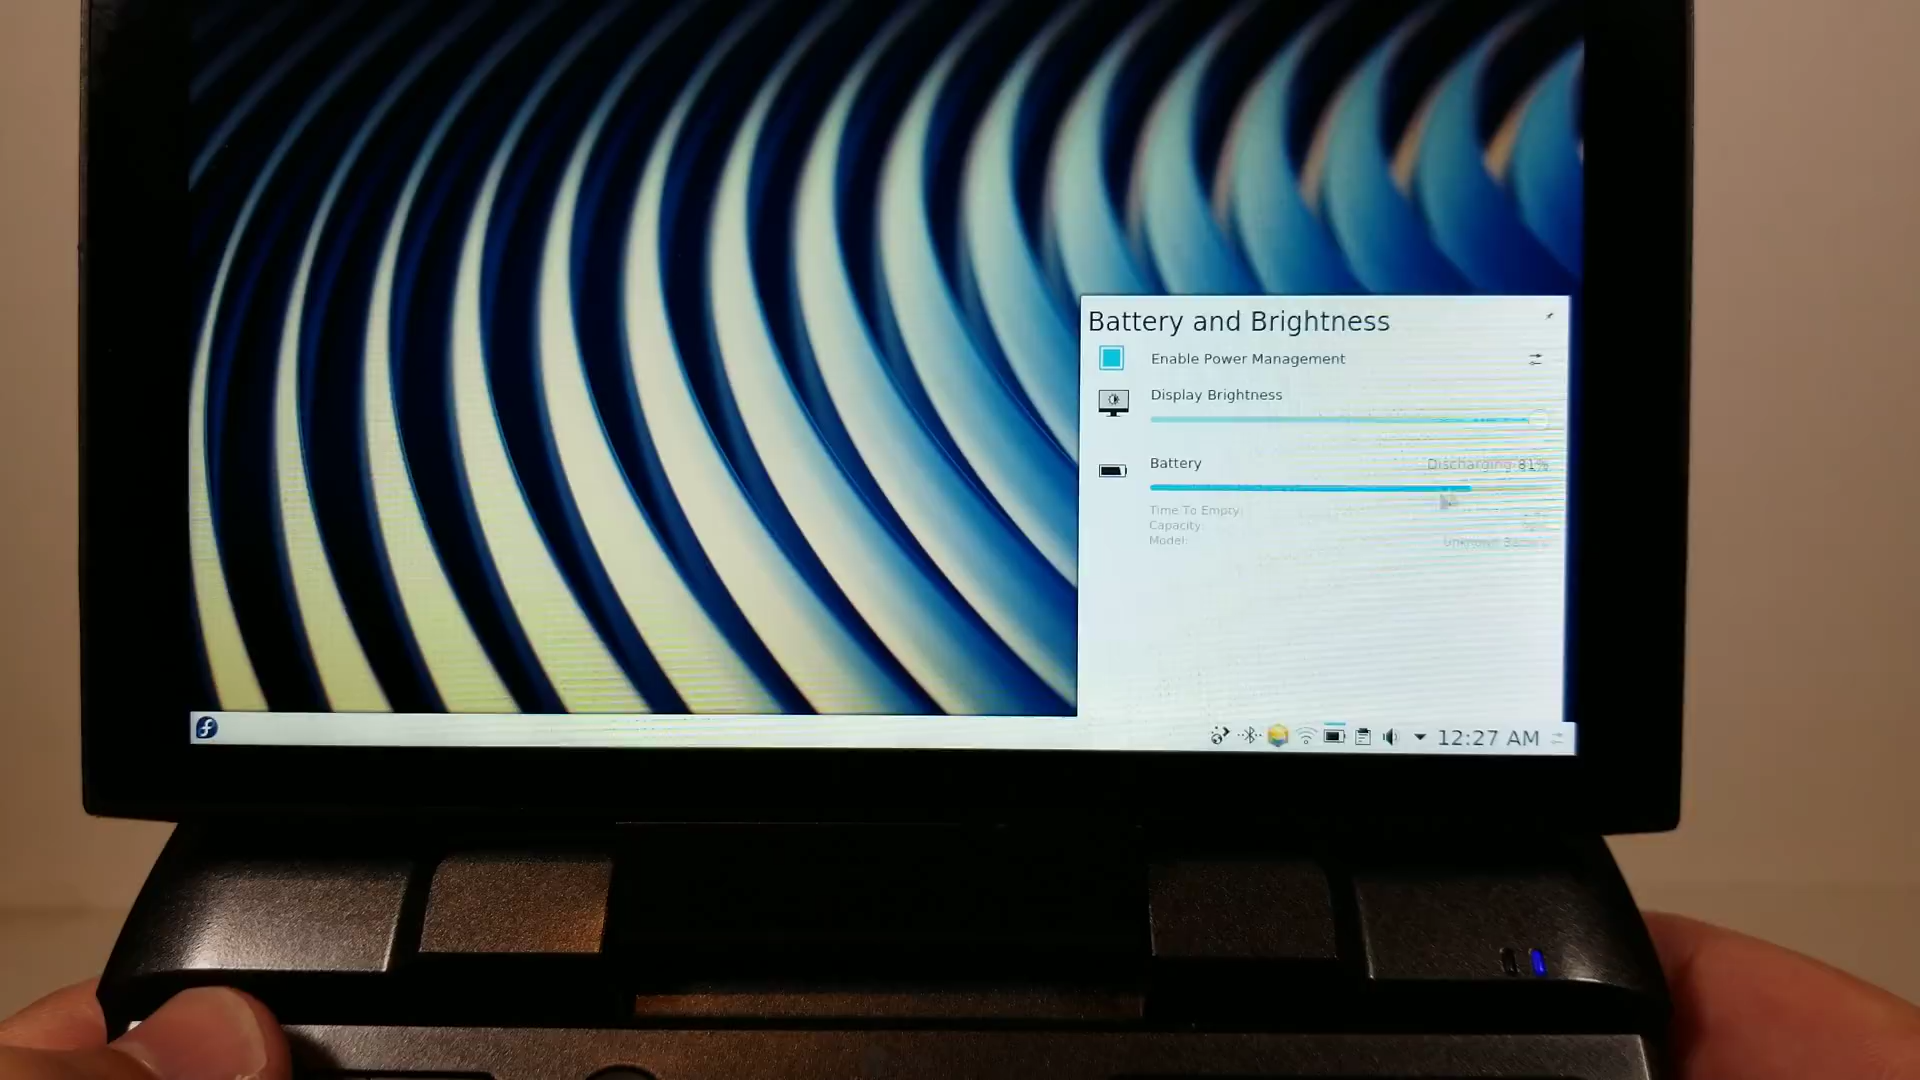 Battery and Brightness
Enable Power Management
Display Brightness
Battery Discharging 81%
Time To Empty:
Capacity:
Model: Unknown
12:27 AM